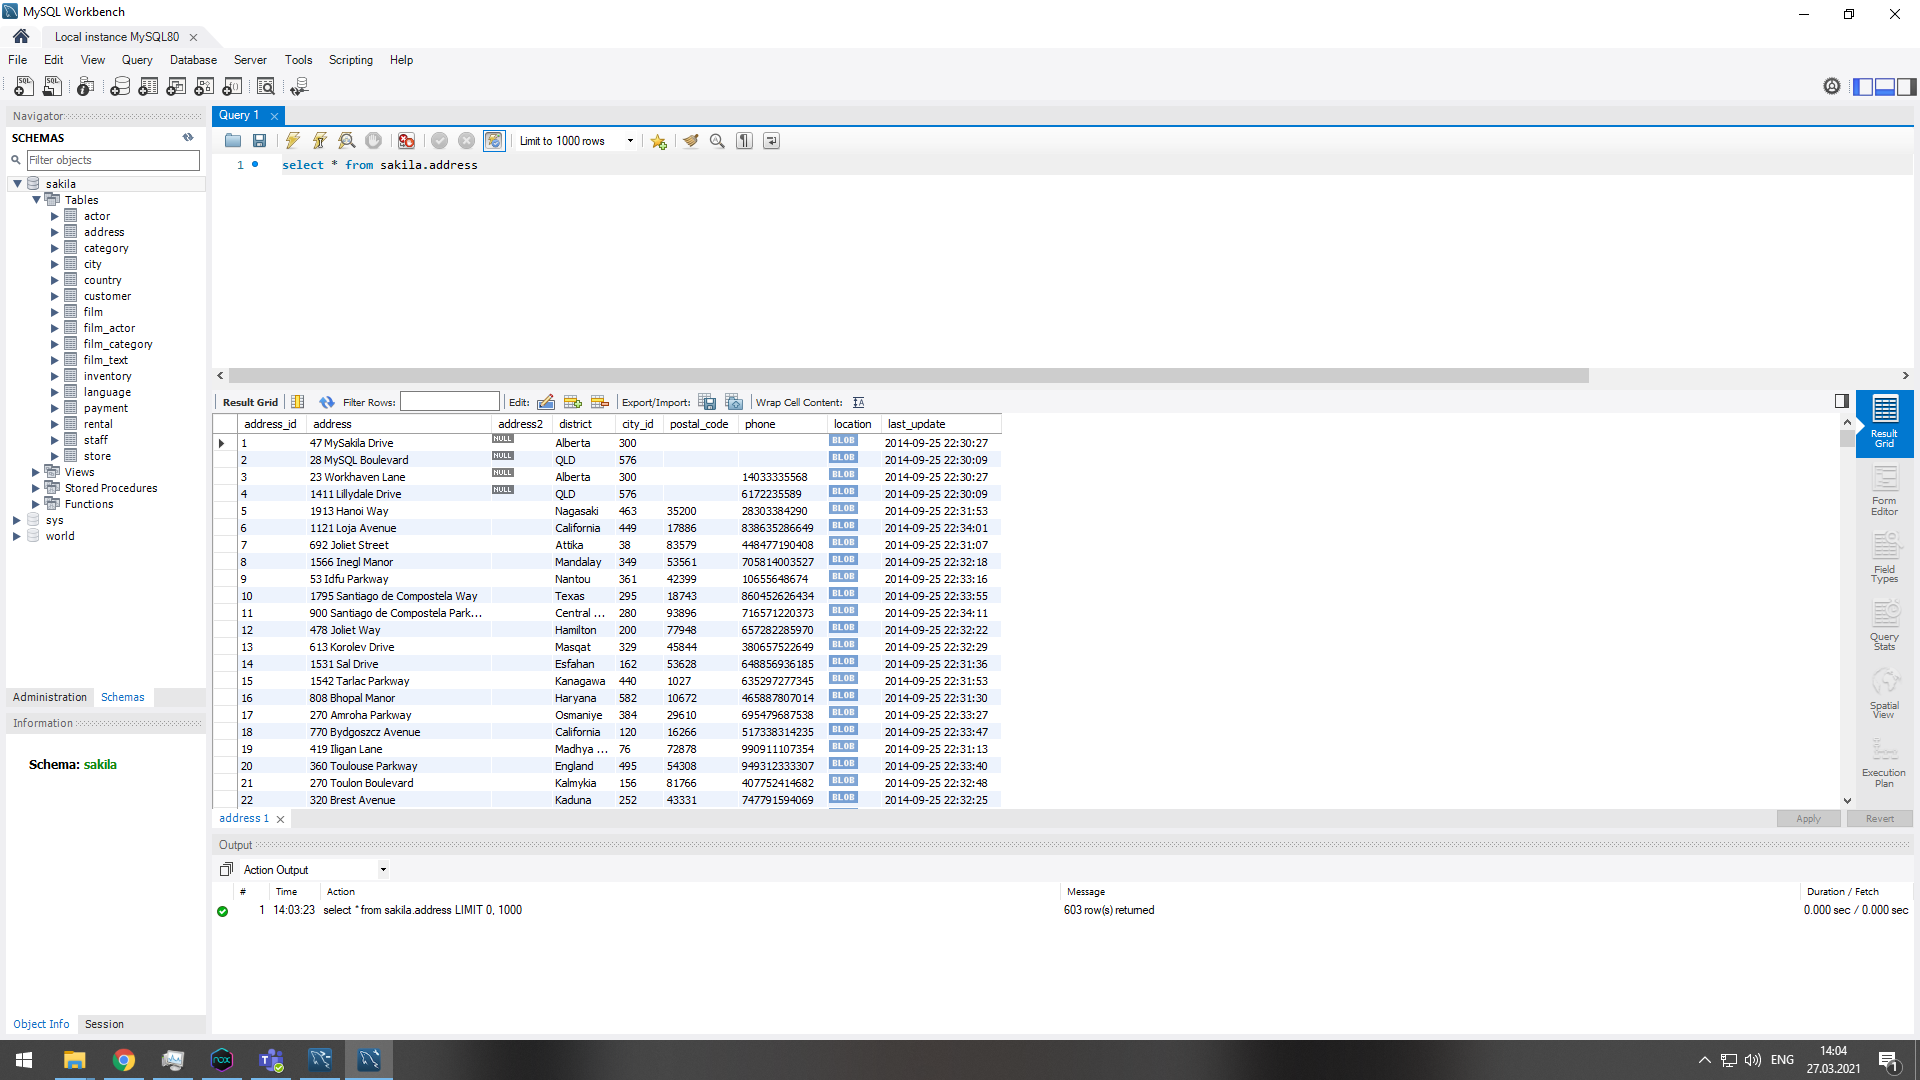 MySQL Workbench
Local instance MySQL80
File Edit View Query Database Server Tools Scripting Help
Navigator
SCHEMAS
Filter objects
sakila
Tables
actor
address
category
city
country
customer
film
film_actor
film_category
film_text
inventory
language
payment
rental
staff
store
Views
Stored Procedures
Functions
sys
world
Administration Schemas
Information
Schema: sakila
Object Info Session
Query 1
Limit to 1000 rows
1 select * from sakila.address
Result Grid Filter Rows: Edit: Export/Import: Wrap Cell Content:
address_id address address2 district city_id postal_code phone location last_update
1 47 MySakila Drive NULL Alberta 300 BLOB 2014-09-25 22:30:27
2 28 MySQL Boulevard NULL QLD 576 BLOB 2014-09-25 22:30:09
3 23 Workhaven Lane NULL Alberta 300 14033335568 BLOB 2014-09-25 22:30:27
4 1411 Lillydale Drive NULL QLD 576 6172235589 BLOB 2014-09-25 22:30:09
5 1913 Hanoi Way Nagasaki 463 35200 28303384290 BLOB 2014-09-25 22:31:53
6 1121 Loja Avenue California 449 17886 838635286649 BLOB 2014-09-25 22:34:01
7 692 Joliet Street Attika 38 83579 448477190408 BLOB 2014-09-25 22:31:07
8 1566 Inegl Manor Mandalay 349 53561 705814003527 BLOB 2014-09-25 22:32:18
9 53 Idfu Parkway Nantou 361 42399 10655648674 BLOB 2014-09-25 22:33:16
10 1795 Santiago de Compostela Way Texas 295 18743 860452626434 BLOB 2014-09-25 22:33:55
11 900 Santiago de Compostela Park... Central ... 280 93896 716571220373 BLOB 2014-09-25 22:34:11
12 478 Joliet Way Hamilton 200 77948 657282285970 BLOB 2014-09-25 22:32:22
13 613 Korolev Drive Masqat 329 45844 380657522649 BLOB 2014-09-25 22:32:29
14 1531 Sal Drive Esfahan 162 53628 648856936185 BLOB 2014-09-25 22:31:36
15 1542 Tarlac Parkway Kanagawa 440 1027 635297277345 BLOB 2014-09-25 22:31:53
16 808 Bhopal Manor Haryana 582 10672 465887807014 BLOB 2014-09-25 22:31:30
17 270 Amroha Parkway Osmaniye 384 29610 695479687538 BLOB 2014-09-25 22:33:27
18 770 Bydgoszcz Avenue California 120 16266 517338314235 BLOB 2014-09-25 22:33:47
19 419 Iligan Lane Madhya ... 76 72878 990911107354 BLOB 2014-09-25 22:31:13
20 360 Toulouse Parkway England 495 54308 949312333307 BLOB 2014-09-25 22:33:40
21 270 Toulon Boulevard Kalmykia 156 81766 407752414682 BLOB 2014-09-25 22:32:48
22 320 Brest Avenue Kaduna 252 43331 747791594069 BLOB 2014-09-25 22:32:25
Result
Grid
Form
Editor
Field
Types
Query
Stats
Spatial
View
Execution
Plan
address 1
Apply Revert
Output
Action Output
# Time Action Message Duration / Fetch
1 14:03:23 select * from sakila.address LIMIT 0, 1000 603 row(s) returned 0.000 sec / 0.000 sec
nox
ENG
14:04
27.03.2021
1